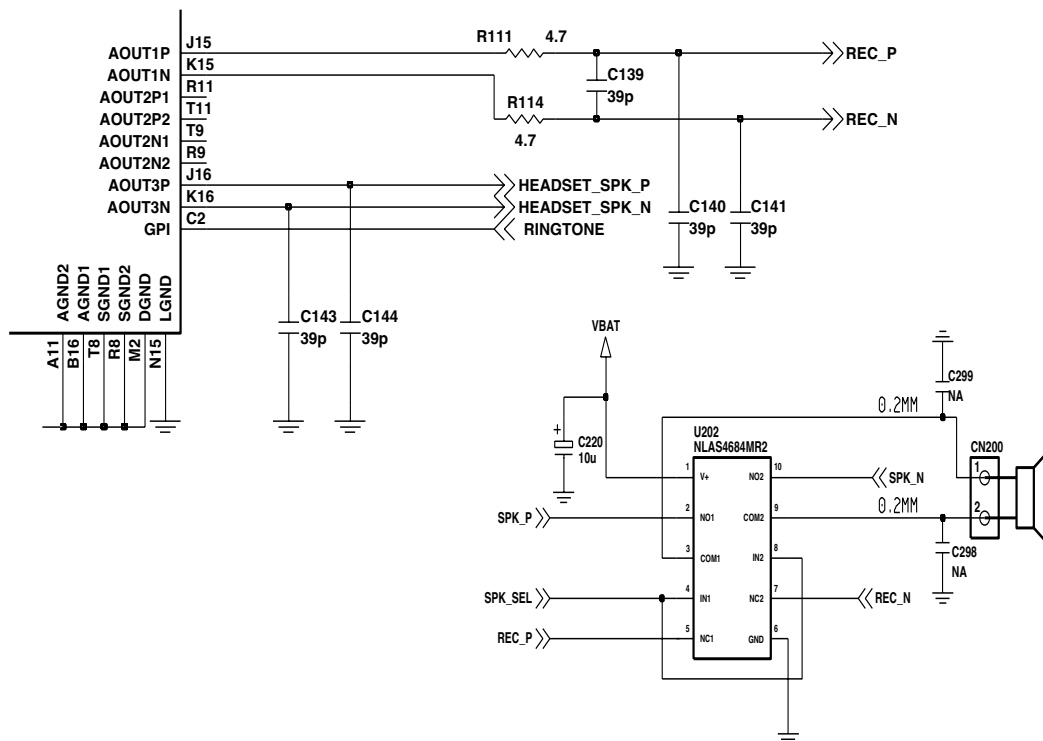 AOUT1P J15
AOUT1N K15
AOUT2P1 R11
AOUT2P2 T11
AOUT2N1 T9
AOUT2N2 R9
AOUT3P J16
AOUT3N K16
GPI C2
R111 4.7
R114
4.7
C139
39p
REC_P
REC_N
HEADSET_SPK_P
HEADSET_SPK_N
RINGTONE
C140
39p
C141
39p
AGND2
AGND1
SGND1
SGND2
DGND
LGND
A11
B16
T8
R8
M2
N15
C143
39p
C144
39p
VBAT
+
C220
10u
U202
NLAS4684MR2
1 V+
2 NO1
3 COM1
4 IN1
5 NC1
NO2 10
COM2 9
IN2 8
NC2 7
GND 6
SPK_P
SPK_SEL
REC_P
SPK_N
REC_N
0.2MM
0.2MM
C299
NA
C298
NA
CN200
1
2